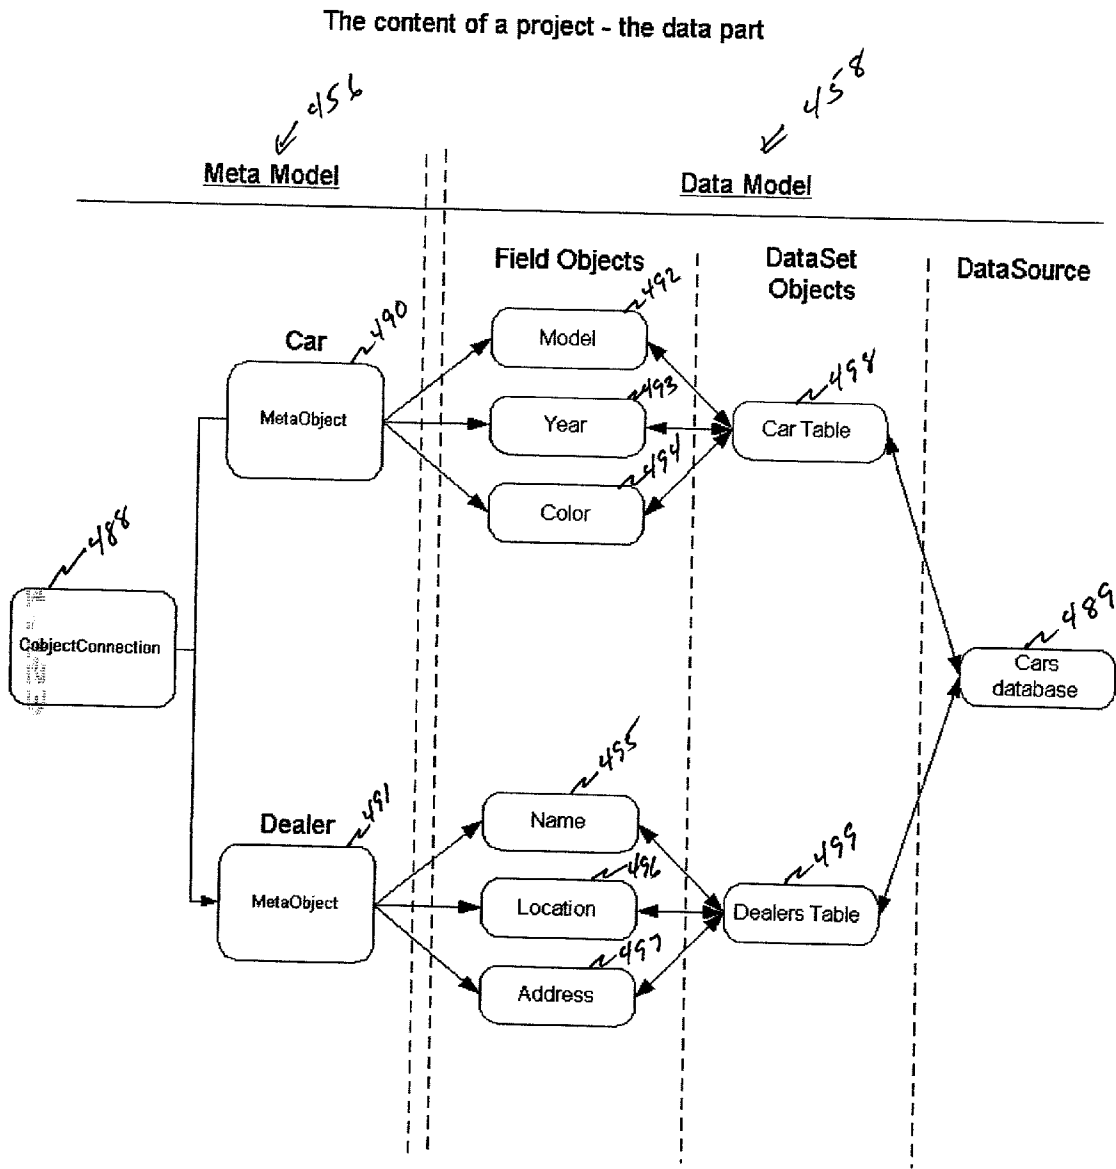 The content of a project - the data part
456
458
Meta Model
Data Model
Field Objects
DataSet
Objects
DataSource
492
Model
490
Car
MetaObject
493
Year
498
Car Table
494
Color
488
CobjectConnection
489
Cars
database
495
Name
491
Dealer
MetaObject
496
Location
499
Dealers Table
497
Address